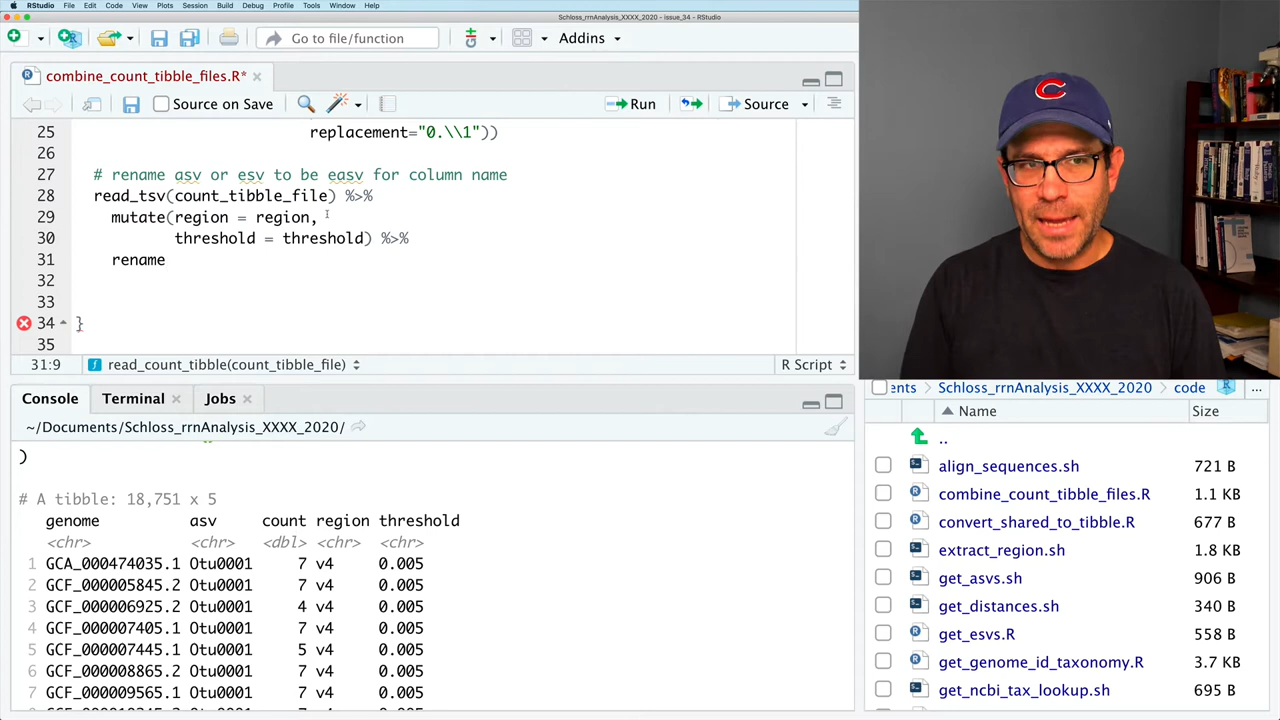 RStudio File Edit Code View Plots Session Build Debug Profile Tools Window Help
Schloss_rrnAnalysis_XXXX_2020 - issue_34 - RStudio
Go to file/function Addins
combine_count_tibble_files.R*
Source on Save Run Source
25 replacement="0.\\1"))
26
27 # rename asv or esv to be easv for column name
28 read_tsv(count_tibble_file) %>%
29 mutate(region = region,
30 threshold = threshold) %>%
31 rename
32
33
34 }
35
31:9 read_count_tibble(count_tibble_file) R Script
Console Terminal Jobs
~/Documents/Schloss_rrnAnalysis_XXXX_2020/
)
# A tibble: 18,751 x 5
genome asv count region threshold
<chr> <chr> <dbl> <chr> <chr>
1 GCA_000474035.1 Otu0001 7 v4 0.005
2 GCF_000005845.2 Otu0001 7 v4 0.005
3 GCF_000006925.2 Otu0001 4 v4 0.005
4 GCF_000007405.1 Otu0001 7 v4 0.005
5 GCF_000007445.1 Otu0001 5 v4 0.005
6 GCF_000008865.2 Otu0001 7 v4 0.005
7 GCF_000009565.1 Otu0001 7 v4 0.005
C
ents Schloss_rrnAnalysis_XXXX_2020 code ...
Name Size
..
align_sequences.sh 721 B
combine_count_tibble_files.R 1.1 KB
convert_shared_to_tibble.R 677 B
extract_region.sh 1.8 KB
get_asvs.sh 906 B
get_distances.sh 340 B
get_esvs.R 558 B
get_genome_id_taxonomy.R 3.7 KB
get_ncbi_tax_lookup.sh 695 B